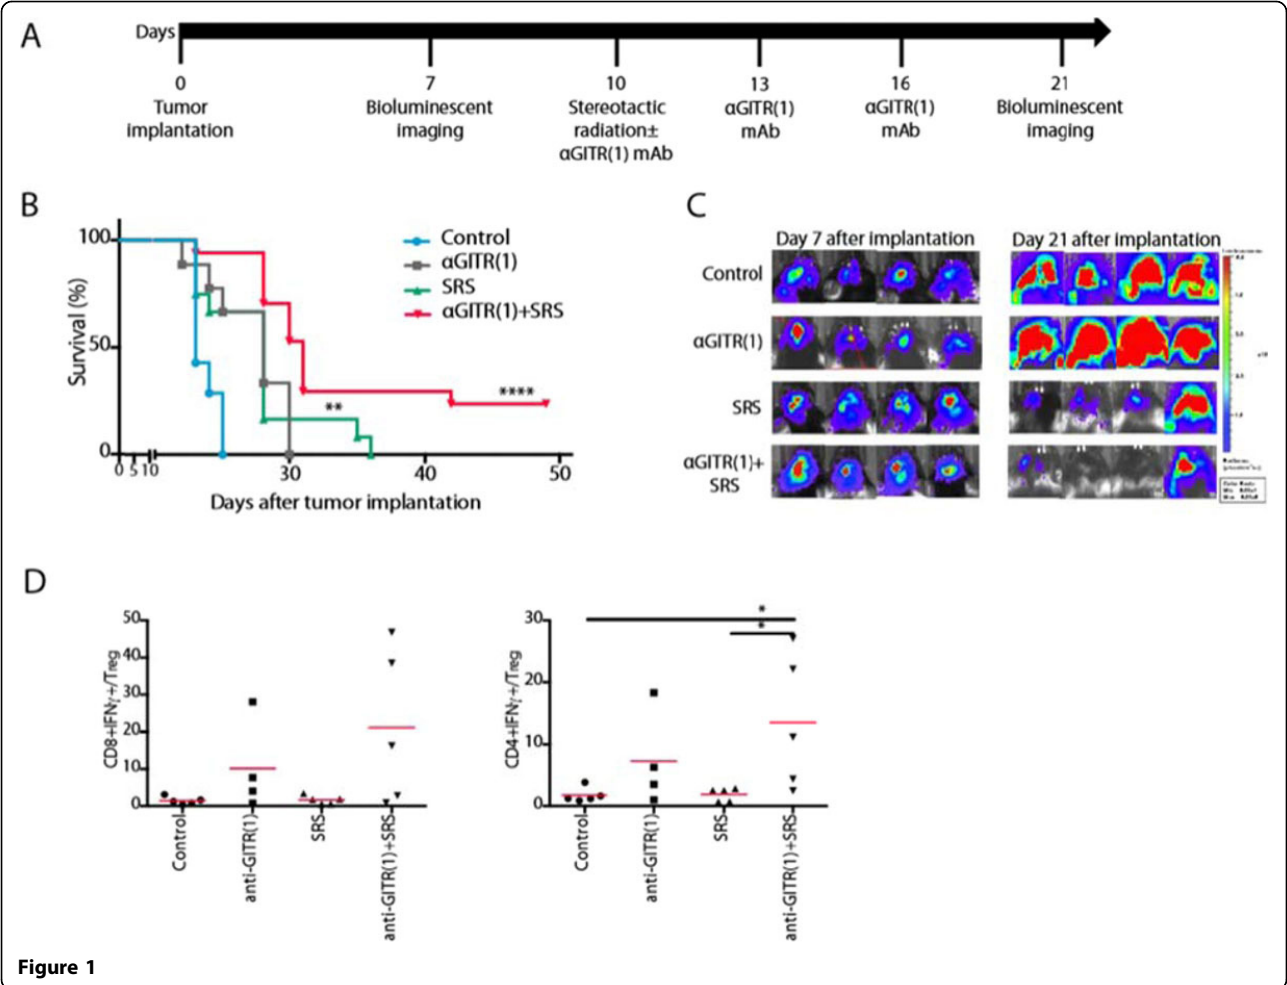 A
Days
0 7 10 13 16 21
Tumor implantation
Bioluminescent imaging
Stereotactic radiation± αGITR(1) mAb
αGITR(1) mAb
αGITR(1) mAb
Bioluminescent imaging
B
Survival (%)
100
50
0
0 5 10 30 40 50
Days after tumor implantation
Control
αGITR(1)
SRS
αGITR(1)+SRS
**
****
C
Day 7 after implantation
Day 21 after implantation
Control
αGITR(1)
SRS
αGITR(1)+
SRS
D
CD8+IFNγ+/Treg
50
40
30
20
10
0
Control
anti-GITR(1)
SRS
anti-GITR(1)+SRS
CD4+IFNγ+/Treg
30
20
10
0
*
*
Control
anti-GITR(1)
SRS
anti-GITR(1)+SRS
Figure 1